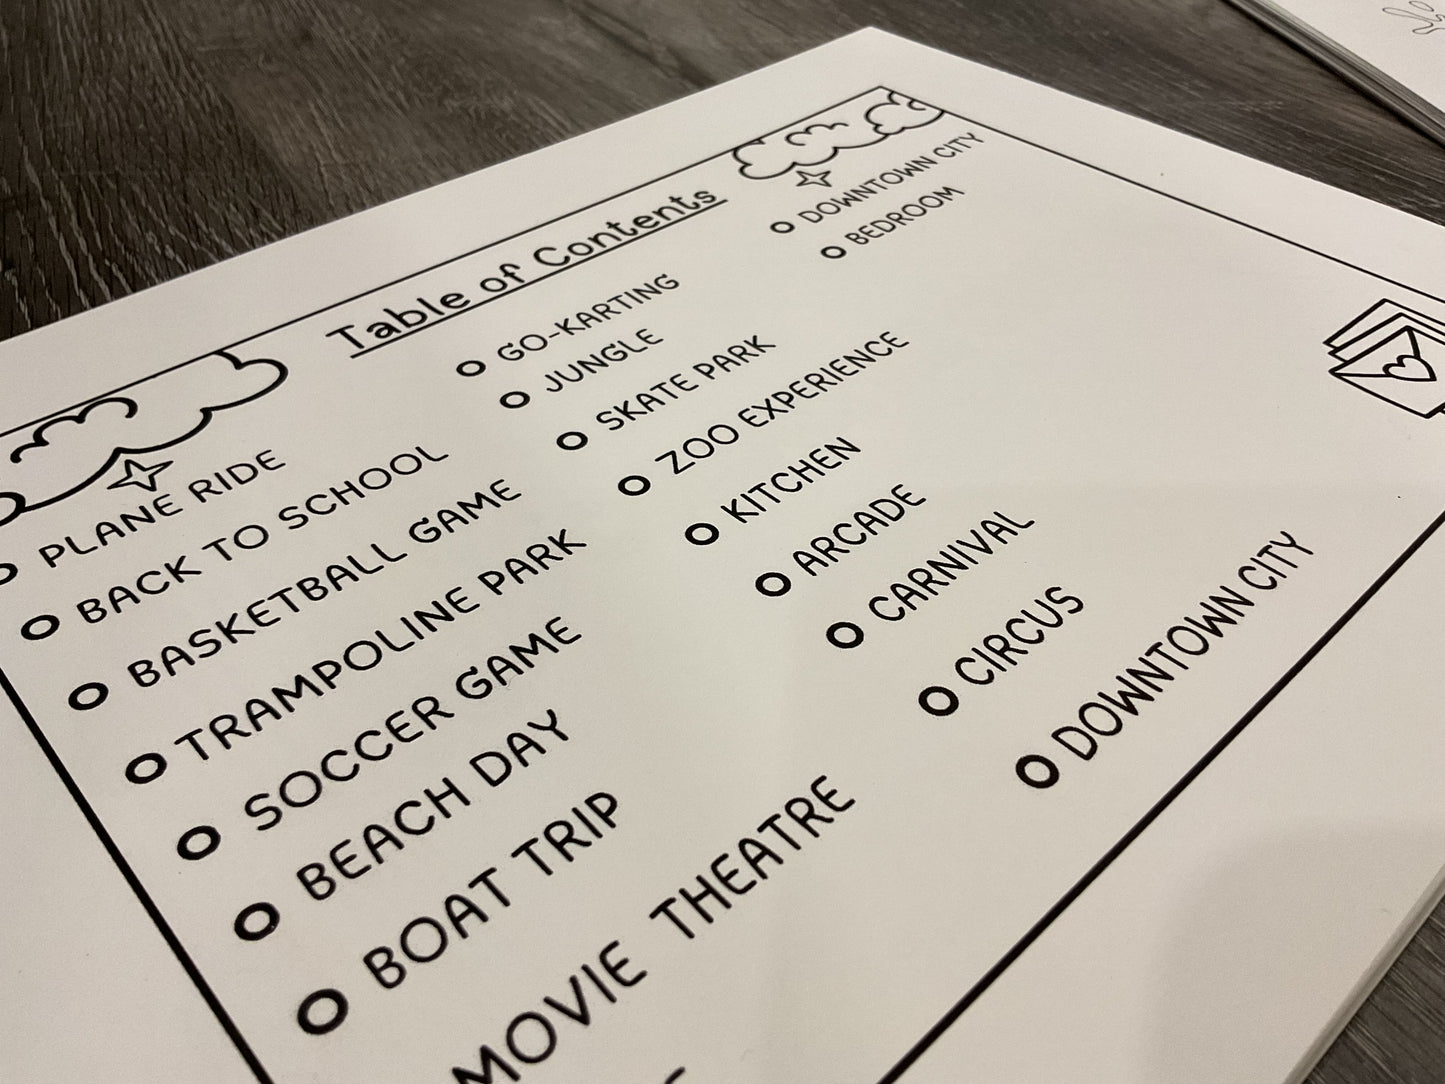 Table of Contents
PLANE RIDE
BACK TO SCHOOL
BASKETBALL GAME
TRAMPOLINE PARK
SOCCER GAME
BEACH DAY
BOAT TRIP
MOVIE THEATRE
GO-KARTING
JUNGLE
SKATE PARK
ZOO EXPERIENCE
KITCHEN
ARCADE
CARNIVAL
CIRCUS
DOWNTOWN CITY
DOWNTOWN CITY
BEDROOM